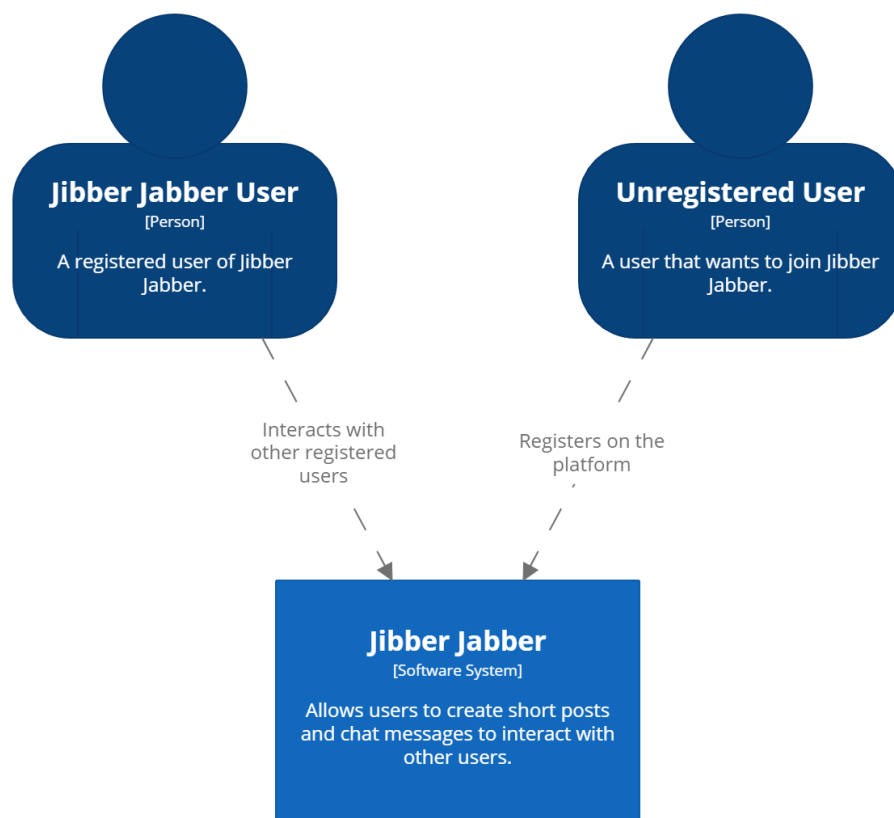 Jibber Jabber User
[Person]
A registered user of Jibber
Jabber.
Unregistered User
[Person]
A user that wants to join Jibber
Jabber.
Interacts with
other registered
users
Registers on the
platform
Jibber Jabber
[Software System]
Allows users to create short posts
and chat messages to interact with
other users.